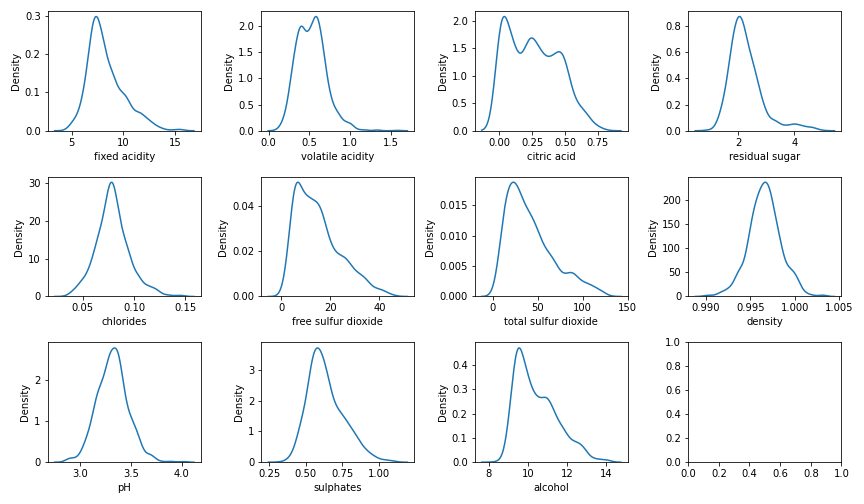 Density
0.3
0.2
0.1
0.0
5 10 15
fixed acidity
Density
2.0
1.5
1.0
0.5
0.0
0.0 0.5 1.0 1.5
volatile acidity
Density
2.0
1.5
1.0
0.5
0.0
0.00 0.25 0.50 0.75
citric acid
Density
0.8
0.6
0.4
0.2
0.0
2 4
residual sugar
Density
30
20
10
0
0.05 0.10 0.15
chlorides
Density
0.04
0.02
0.00
0 20 40
free sulfur dioxide
Density
0.015
0.010
0.005
0.000
0 50 100 150
total sulfur dioxide
Density
200
150
100
50
0
0.990 0.995 1.000 1.005
density
Density
2
1
0
3.0 3.5 4.0
pH
Density
3
2
1
0
0.25 0.50 0.75 1.00
sulphates
Density
0.4
0.3
0.2
0.1
0.0
8 10 12 14
alcohol
1.0
0.8
0.6
0.4
0.2
0.0
0.0 0.2 0.4 0.6 0.8 1.0